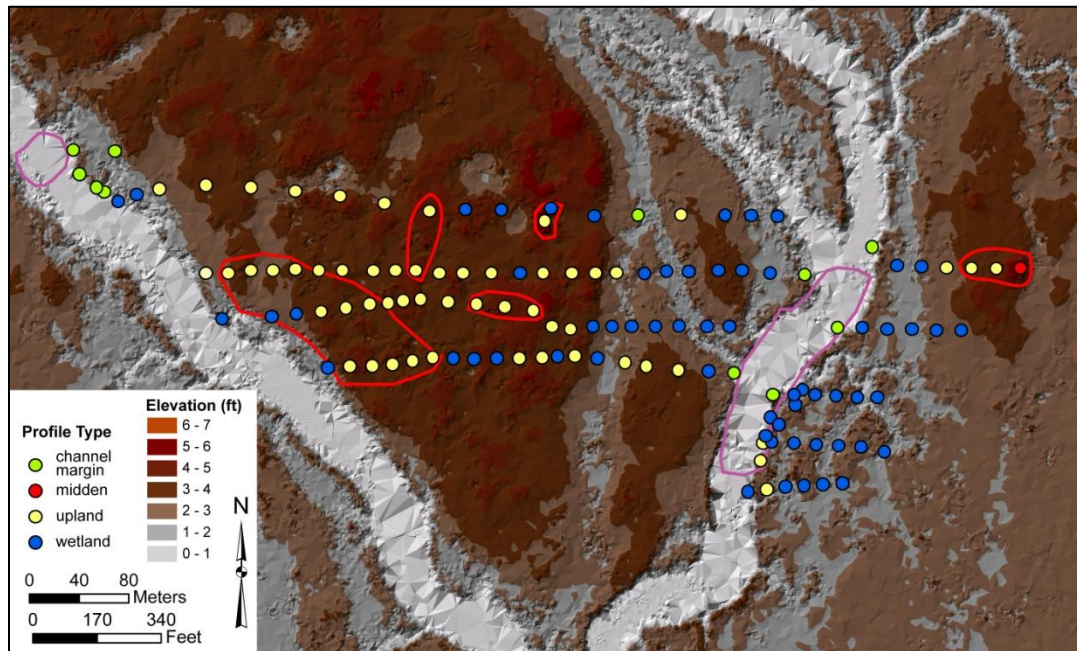 Profile Type
channel
margin
midden
upland
wetland
Elevation (ft)
6 - 7
5 - 6
4 - 5
3 - 4
2 - 3
1 - 2
0 - 1
N
0 40 80
Meters
0 170 340
Feet